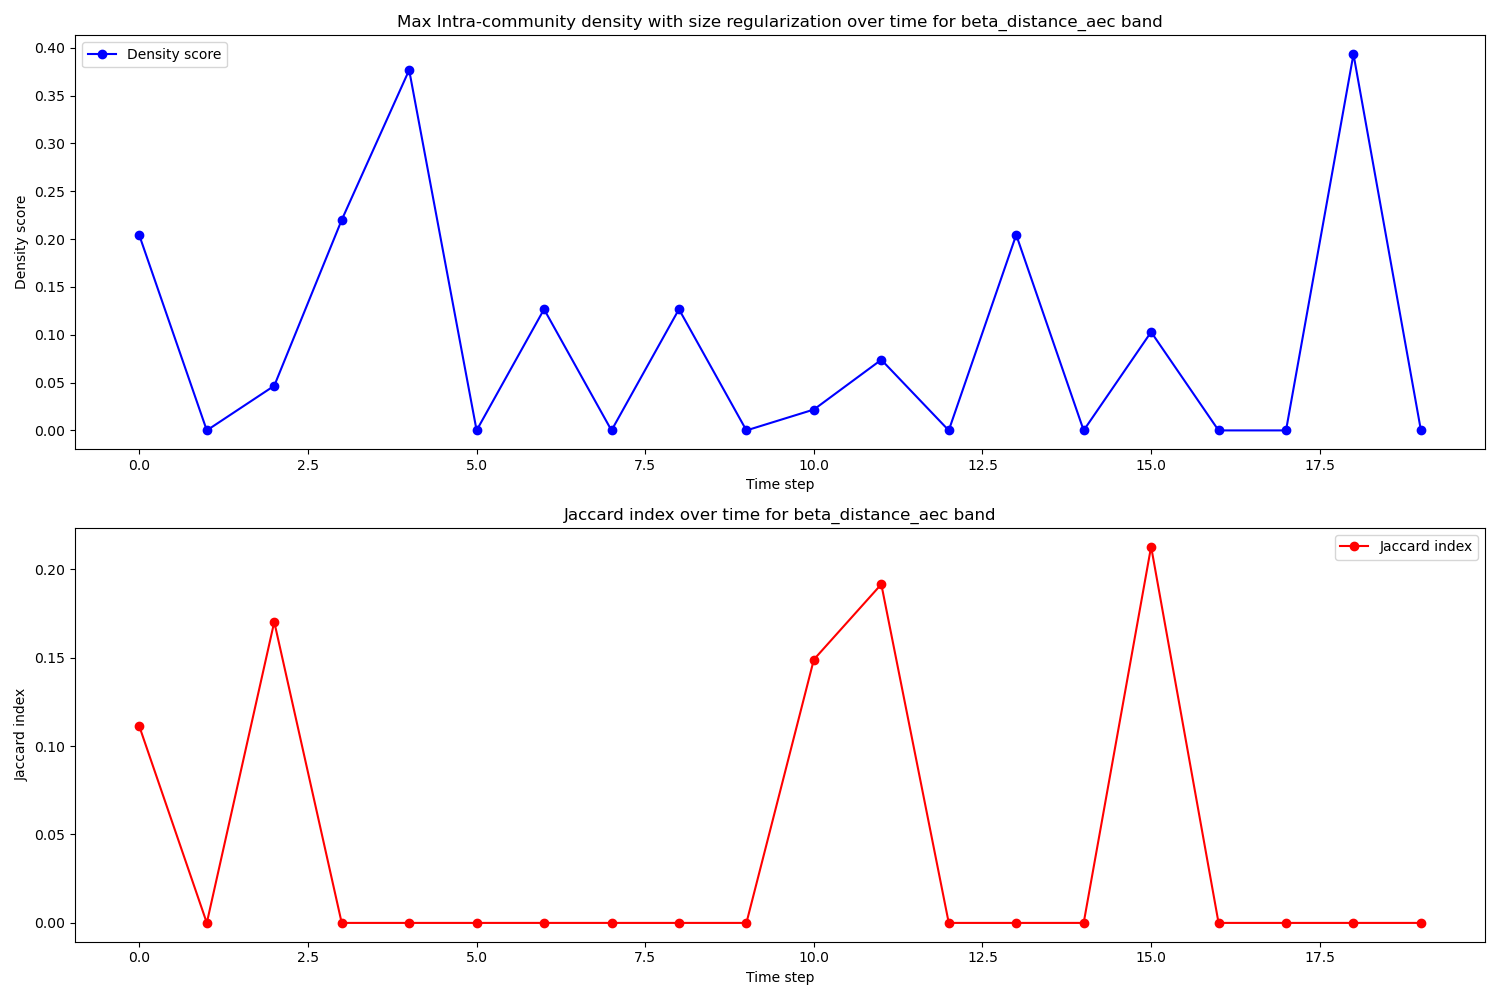 Max Intra-community density with size regularization over time for beta_distance_aec band
Density score
0.40
0.35
0.30
0.25
0.20
0.15
0.10
0.05
0.00
Density score
0.0 2.5 5.0 7.5 10.0 12.5 15.0 17.5
Time step
Jaccard index over time for beta_distance_aec band
Jaccard index
0.20
0.15
0.10
0.05
0.00
Jaccard index
0.0 2.5 5.0 7.5 10.0 12.5 15.0 17.5
Time step